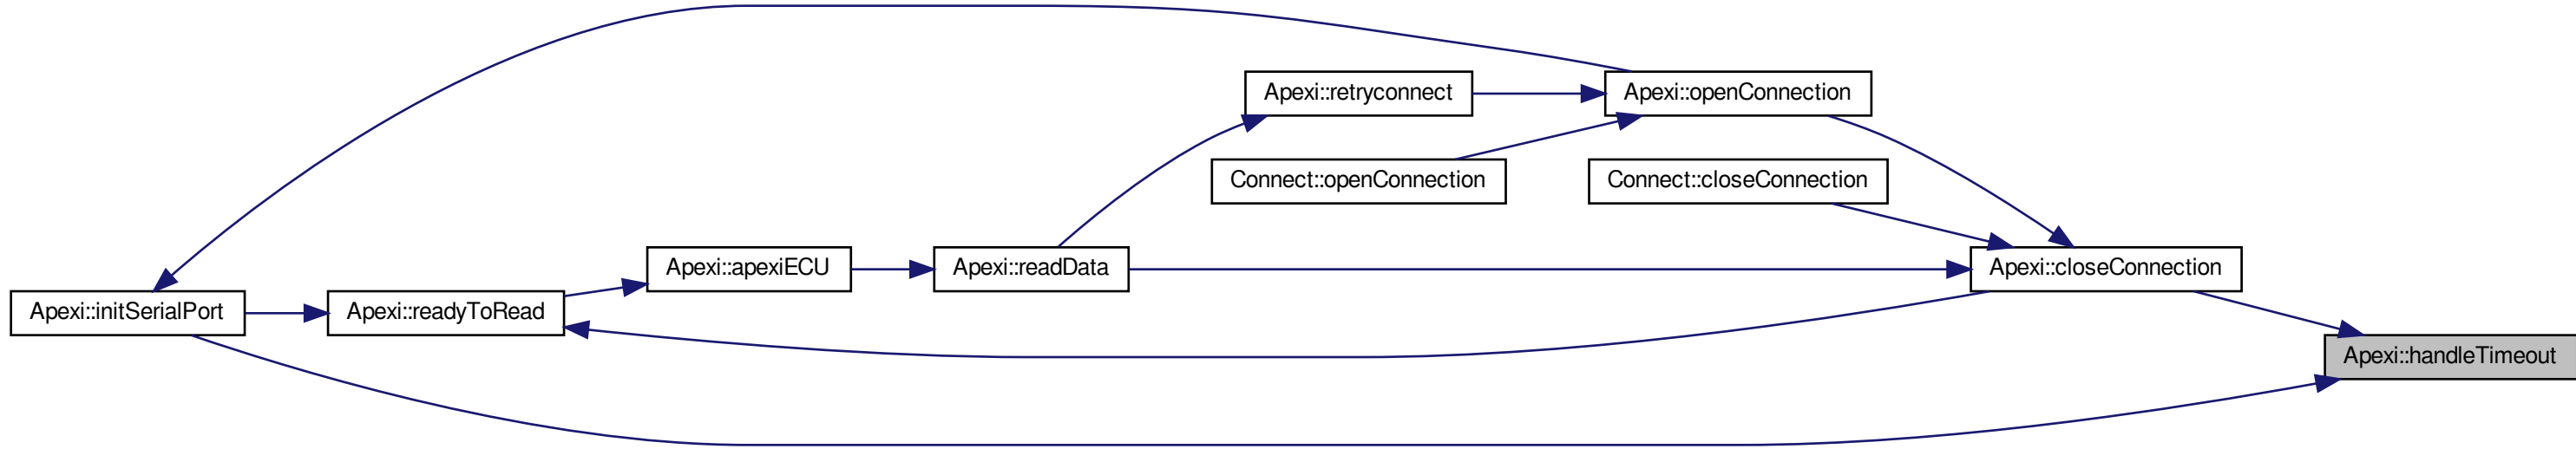 Apexi::retryconnect
Apexi::openConnection
Connect::openConnection
Connect::closeConnection
Apexi::apexiECU
Apexi::readData
Apexi::closeConnection
Apexi::initSerialPort
Apexi::readyToRead
Apexi::handleTimeout